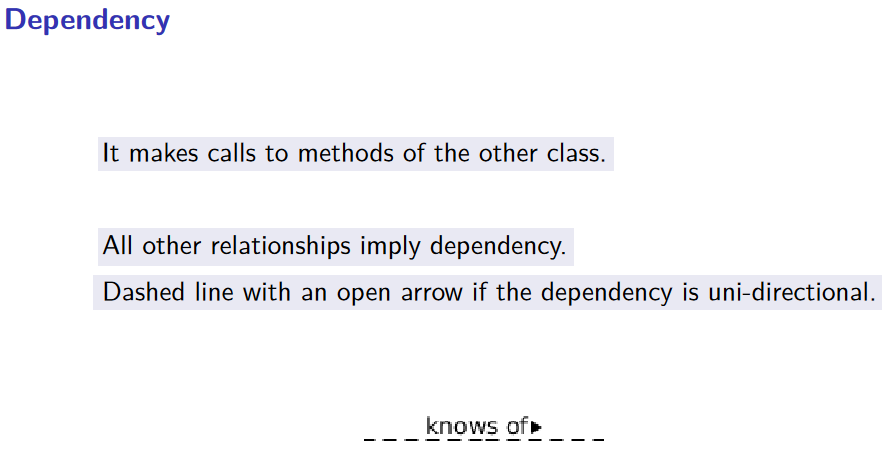 Dependency
It makes calls to methods of the other class.
All other relationships imply dependency.
Dashed line with an open arrow if the dependency is uni-directional.
knows of